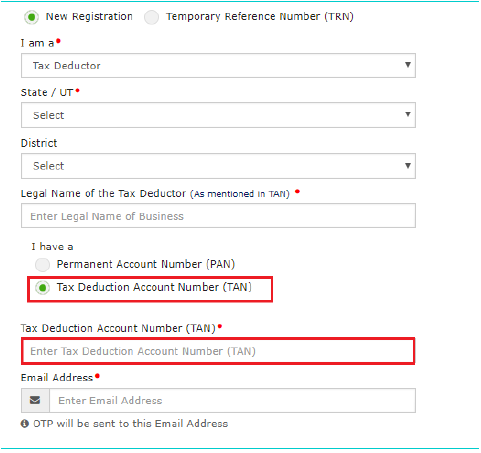 New Registration Temporary Reference Number (TRN)
I am a•
Tax Deductor
State / UT•
Select
District
Select
Legal Name of the Tax Deductor (As mentioned in TAN) •
Enter Legal Name of Business
I have a
Permanent Account Number (PAN)
Tax Deduction Account Number (TAN)
Tax Deduction Account Number (TAN)•
Enter Tax Deduction Account Number (TAN)
Email Address•
Enter Email Address
OTP will be sent to this Email Address